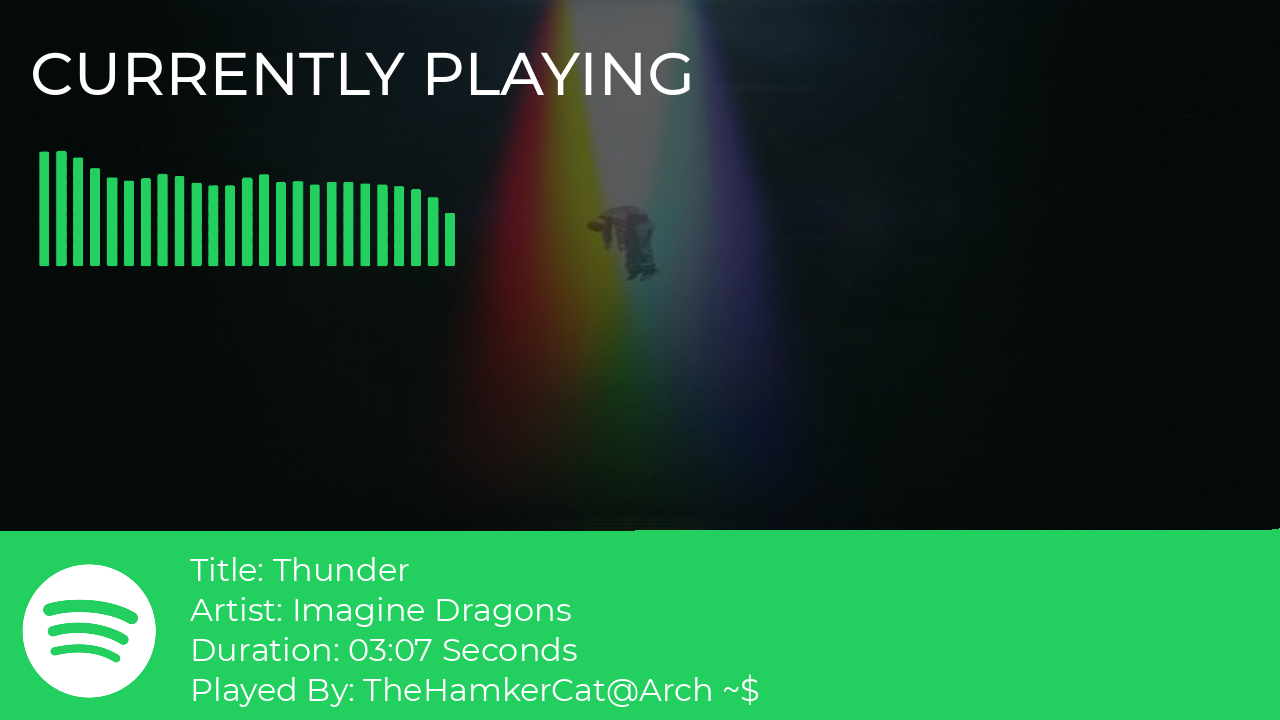 CURRENTLY PLAYING
Title: Thunder
Artist: Imagine Dragons
Duration: 03:07 Seconds
Played By: TheHamkerCat@Arch ~$